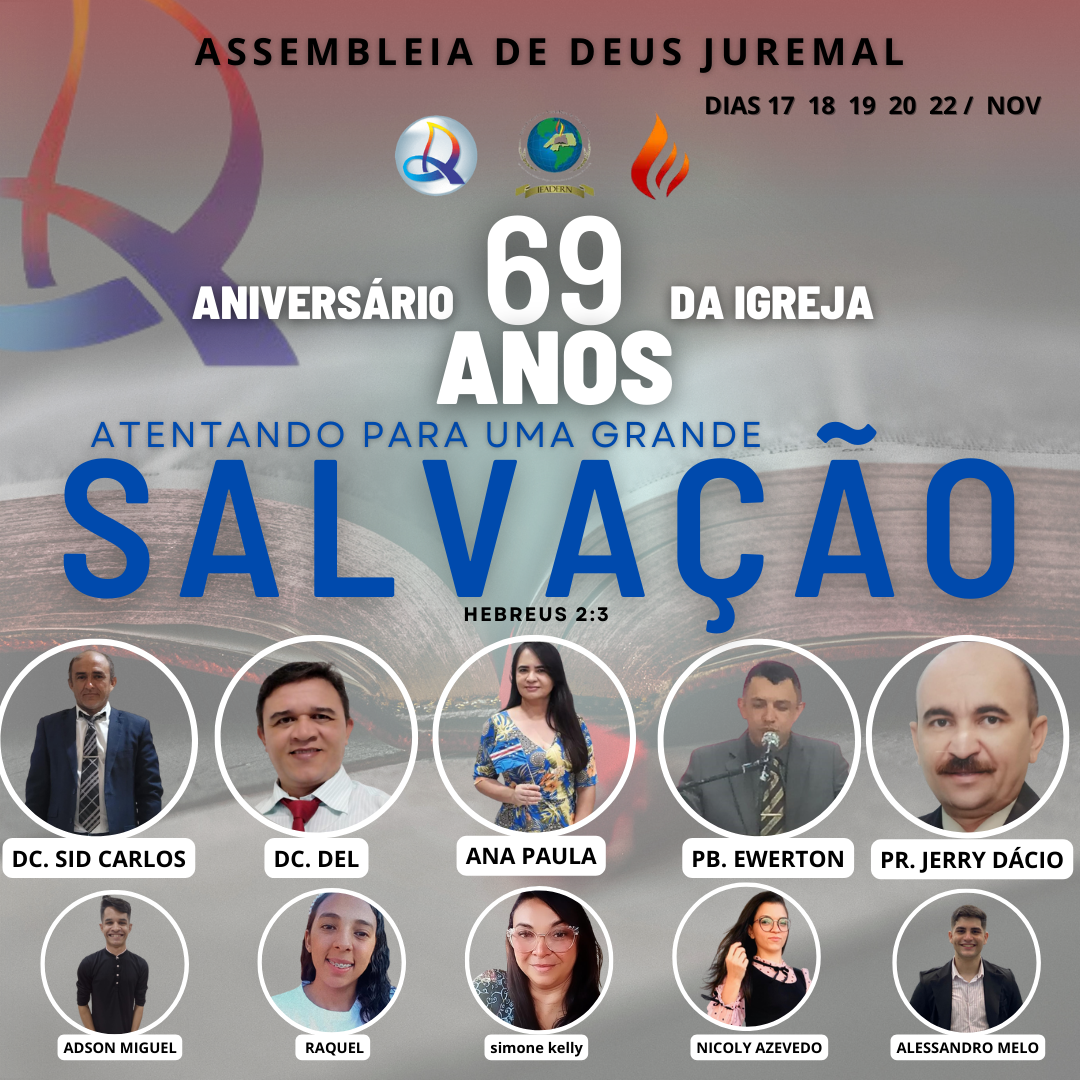 ASSEMBLEIA DE DEUS JUREMAL
DIAS 17 18 19 20 22 / NOV
IEADERN
ANIVERSÁRIO 69 DA IGREJA
ANOS
ATENTANDO PARA UMA GRANDE
SALVAÇÃO
HEBREUS 2:3
DC. SID CARLOS
DC. DEL
ANA PAULA
PB. EWERTON
PR. JERRY DÁCIO
ADSON MIGUEL
RAQUEL
simone kelly
NICOLY AZEVEDO
ALESSANDRO MELO